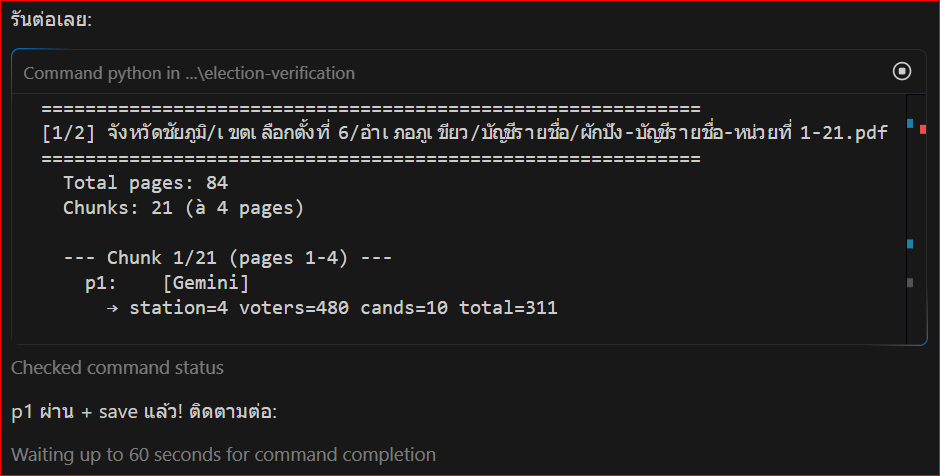 รันต่อเลย:
Command python in ...\election-verification
============================================================
[1/2] จังหวัดชัยภูมิ/เขตเลือกตั้งที่ 6/อำเภอภูเขียว/บัญชีรายชื่อ/ผักปัง-บัญชีรายชื่อ-หน่วยที่ 1-21.pdf
============================================================
Total pages: 84
Chunks: 21 (à 4 pages)
--- Chunk 1/21 (pages 1-4) ---
p1: [Gemini]
→ station=4 voters=480 cands=10 total=311
Checked command status
p1 ผ่าน + save แล้ว! ติดตามต่อ:
Waiting up to 60 seconds for command completion